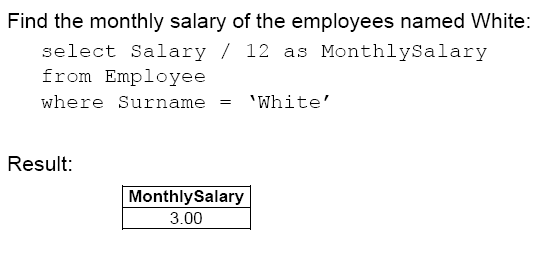 Find the monthly salary of the employees named White:
select Salary / 12 as MonthlySalary
from Employee
where Surname = ‘White’
Result:
MonthlySalary
3.00